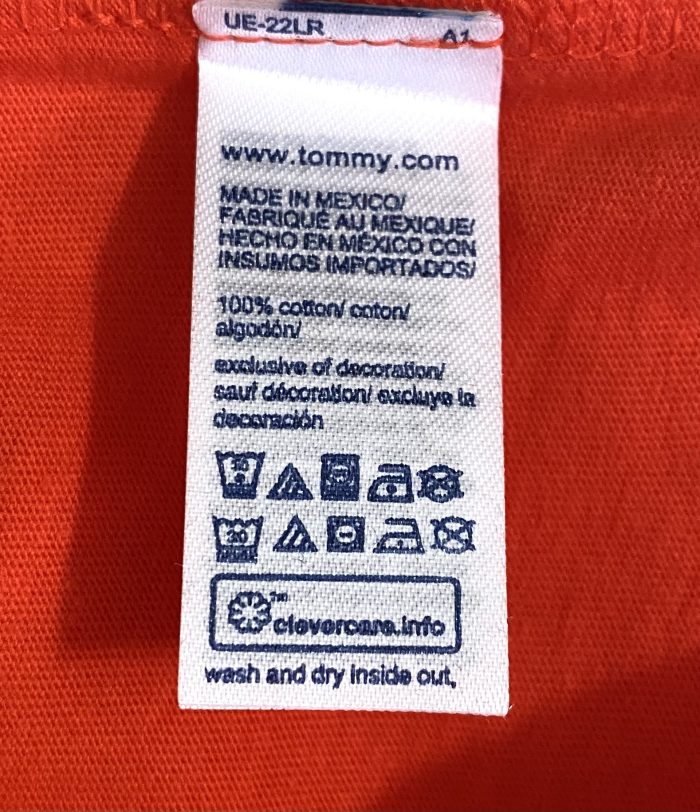 UE-22LR A1
www.tommy.com
MADE IN MEXICO/
FABRIQUÉ AU MEXIQUE/
HECHO EN MÉXICO CON
INSUMOS IMPORTADOS/
100% cotton/ coton/
algodón/
exclusive of decoration/
sauf décoration/ excluye la
decoración
30
30
clevercare.info™
wash and dry inside out,